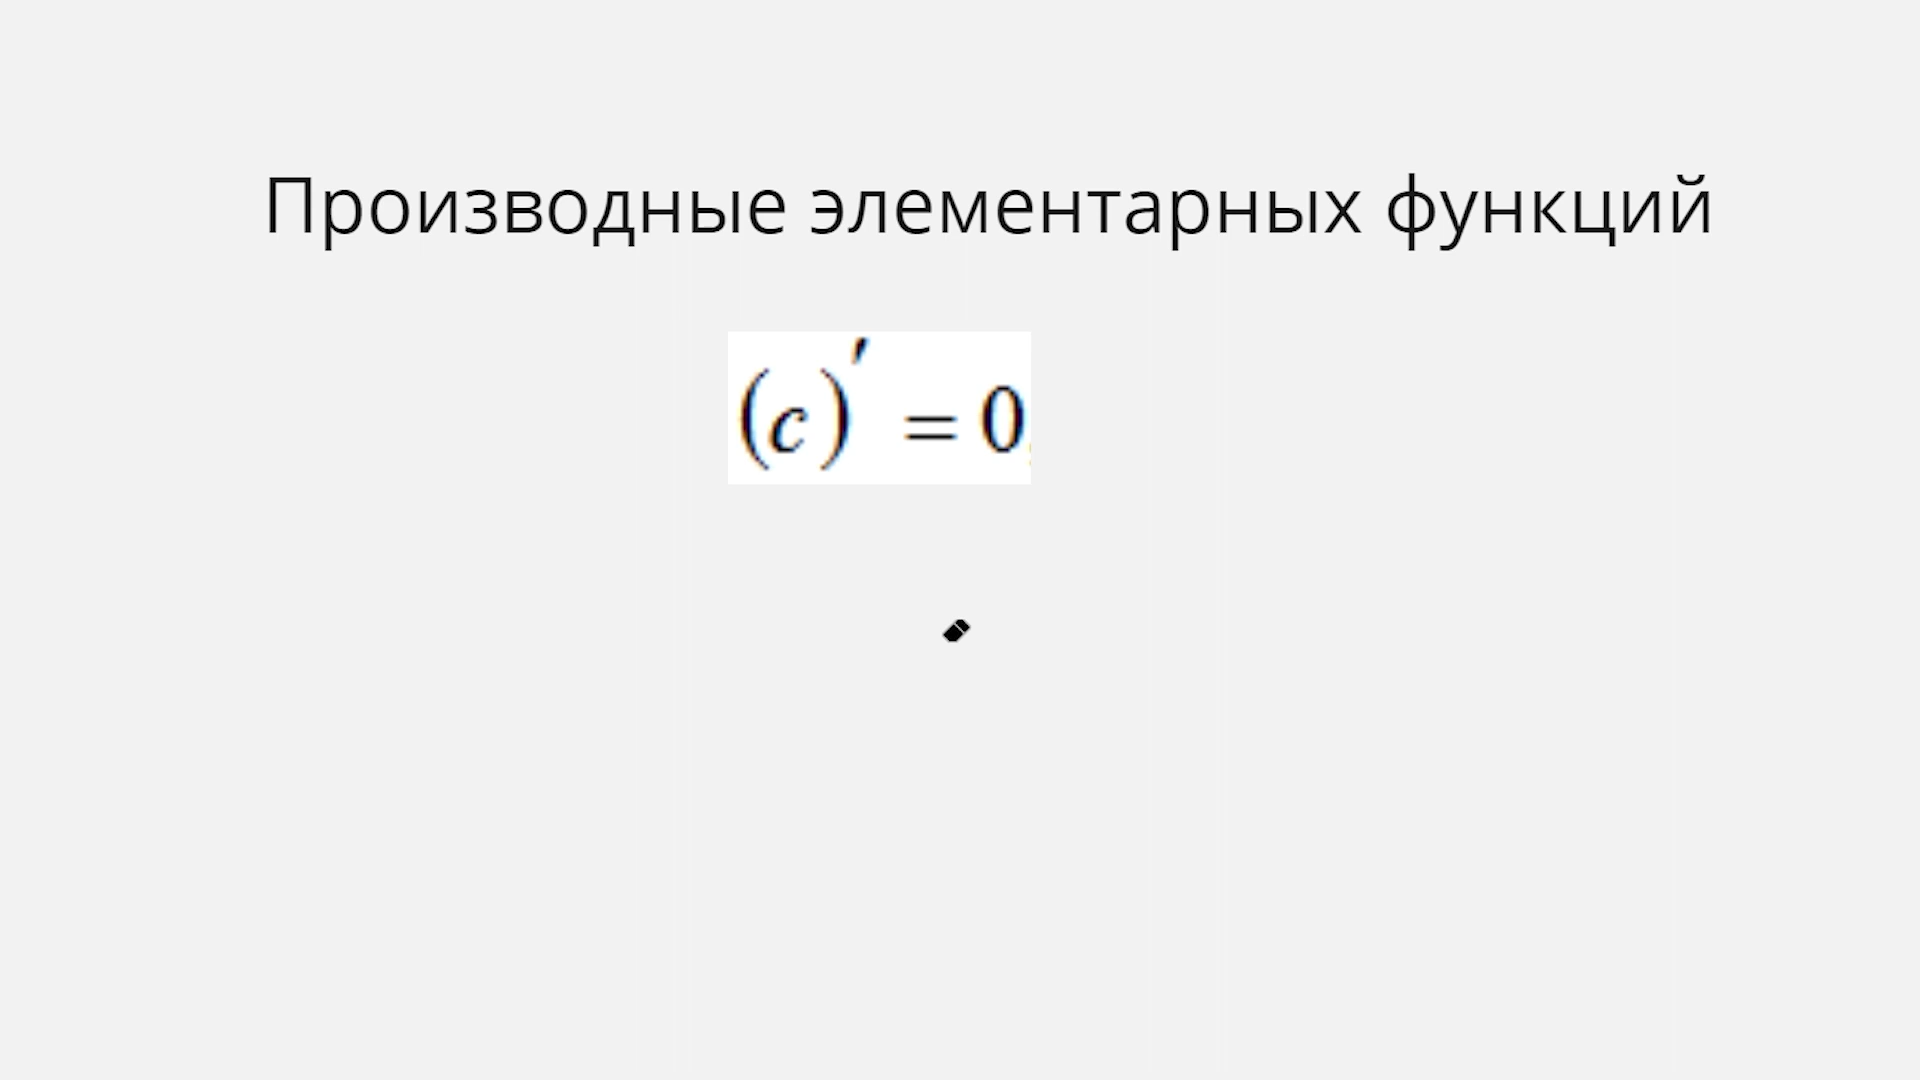 Производные элементарных функций
(c)′ = 0